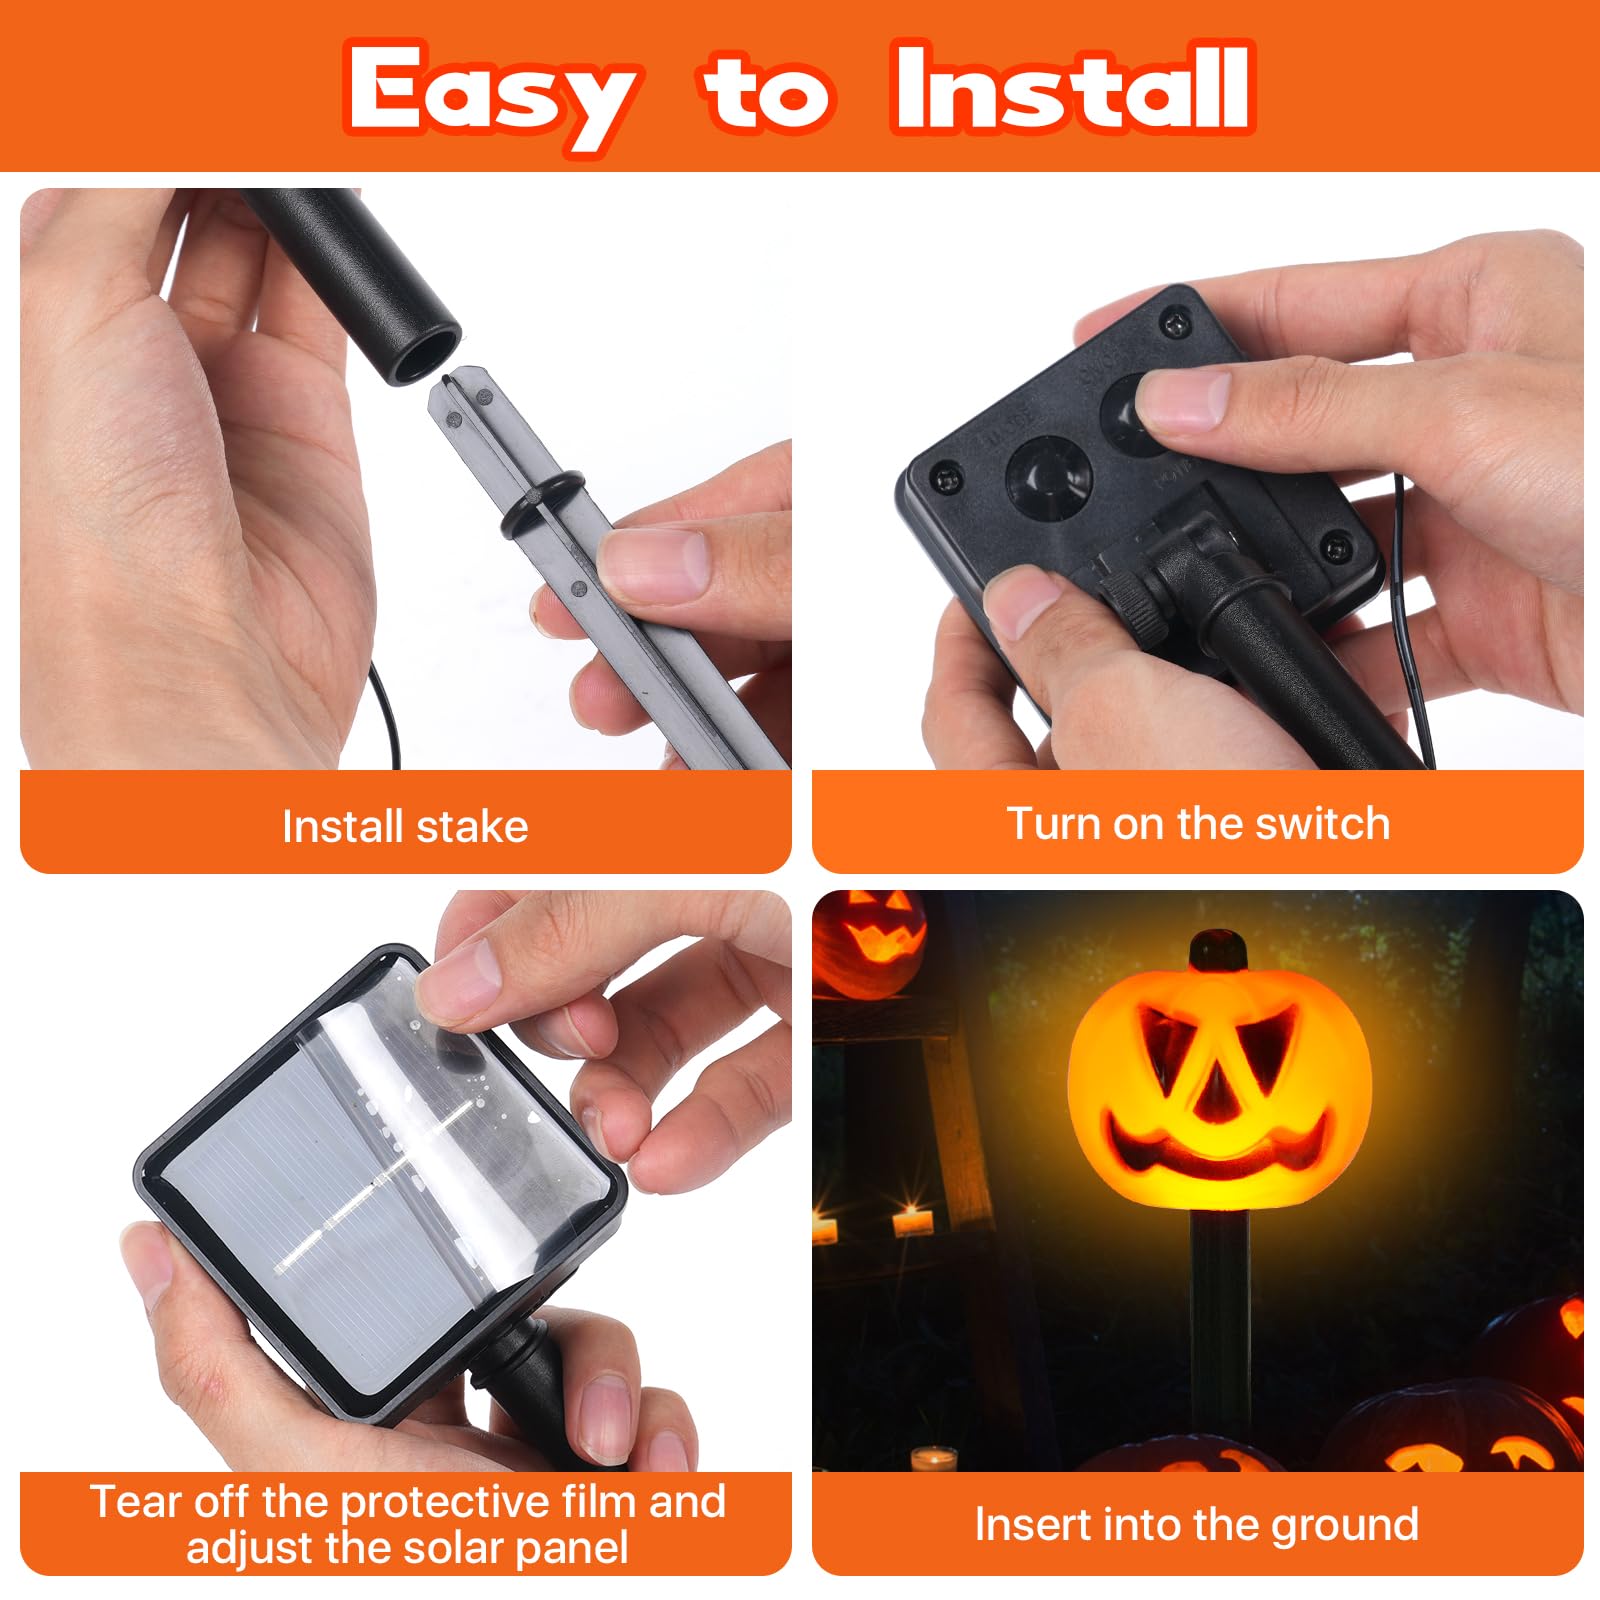 Easy to Install
Install stake
Turn on the switch
Tear off the protective film and
adjust the solar panel
Insert into the ground